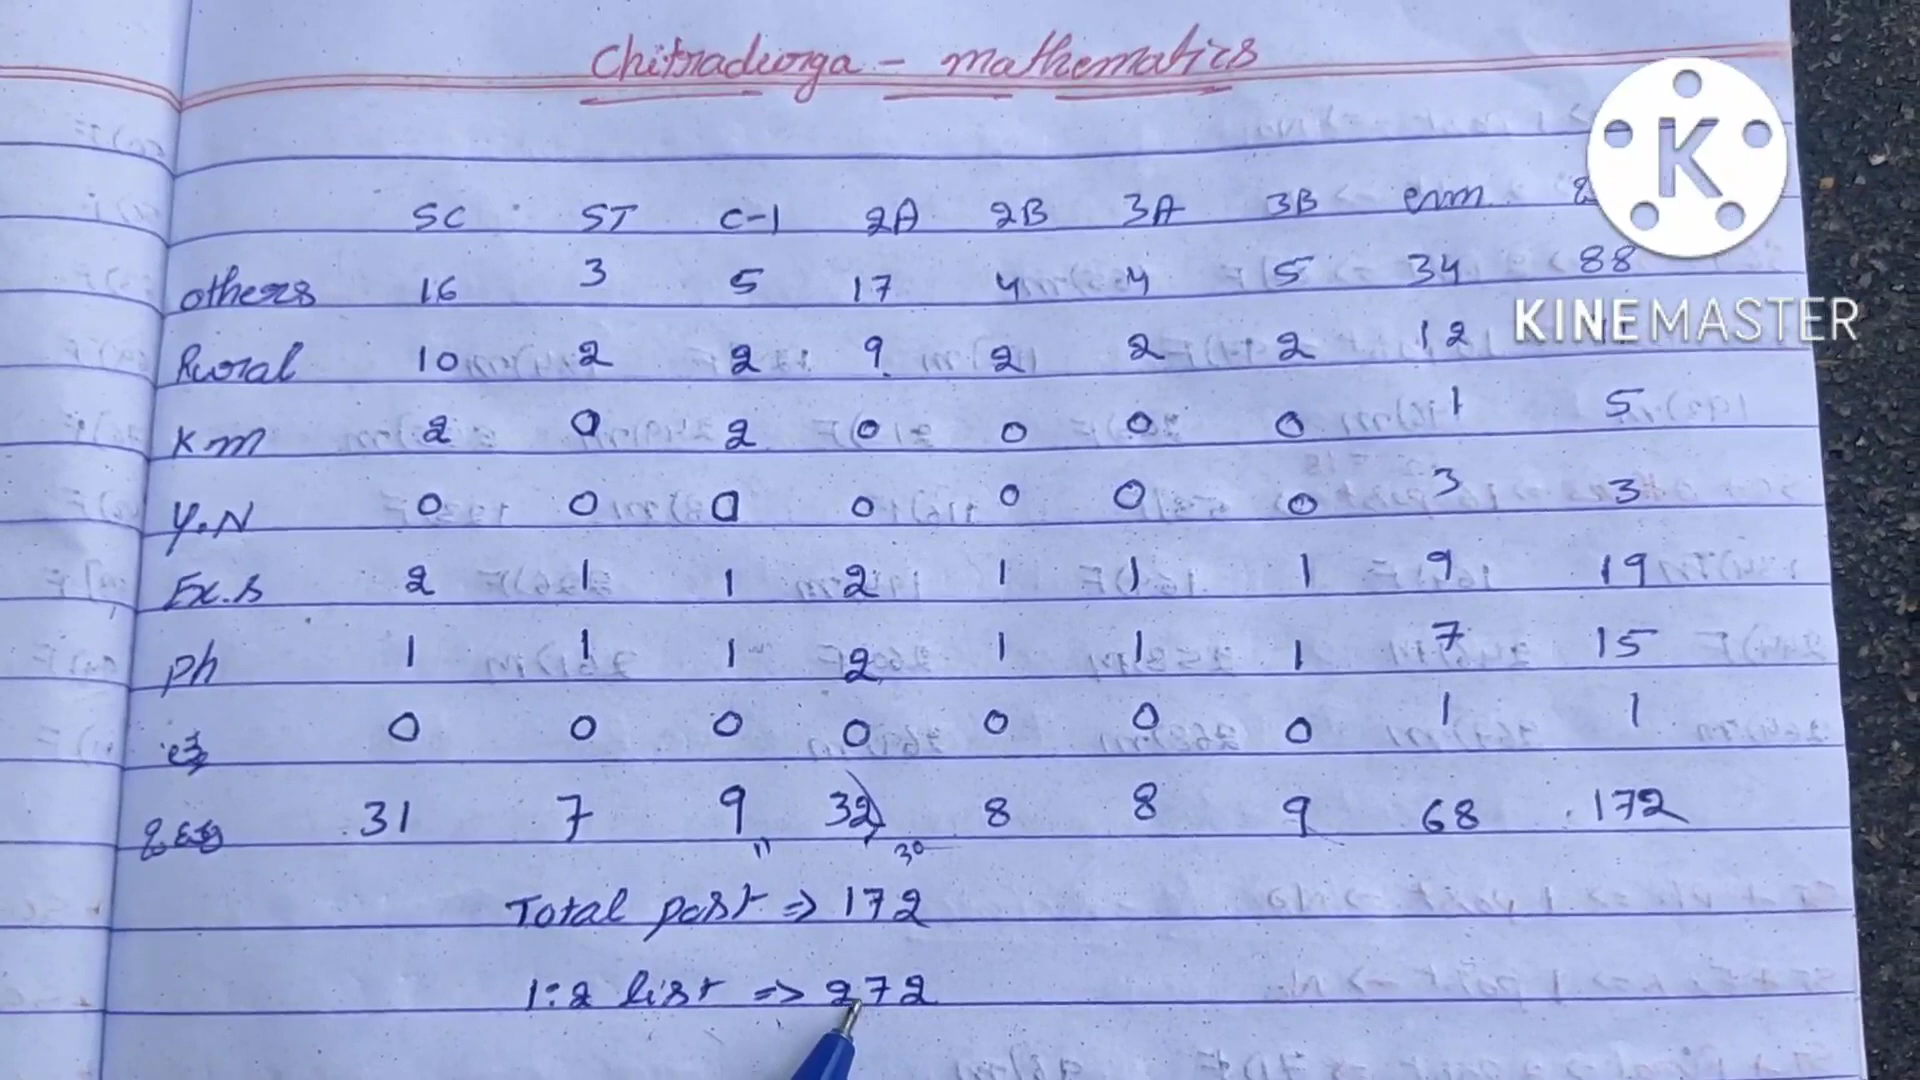 Chitradurga - mathematics
SC ST C-1 2A 2B 3A 3B enm
others 16 3 5 17 4 4 5 34 88
Rural 10 2 2 9 2 2 2 12
K m 2 0 2 0 0 0 0 1 5
Y.N 0 0 0 0 0 0 0 3 3
Ex.s 2 1 1 2 1 1 1 9 19
ph 1 1 1 2 1 1 1 7 15
0 0 0 0 0 0 0 1 1
31 7 9 32 8 8 9 68 172
11 30
Total post => 172
1:2 list => 272
K
KINEMASTER